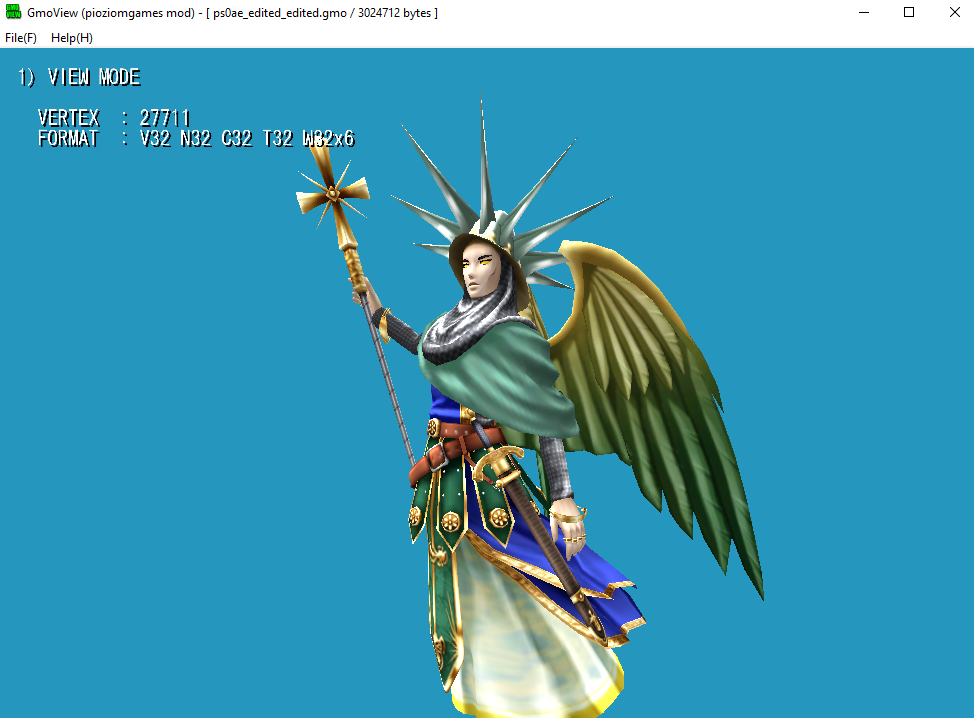 GmoView (pioziomgames mod) - [ ps0ae_edited_edited.gmo / 3024712 bytes ]
File(F) Help(H)
1) VIEW MODE
VERTEX : 27711
FORMAT : V32 N32 C32 T32 W32x6